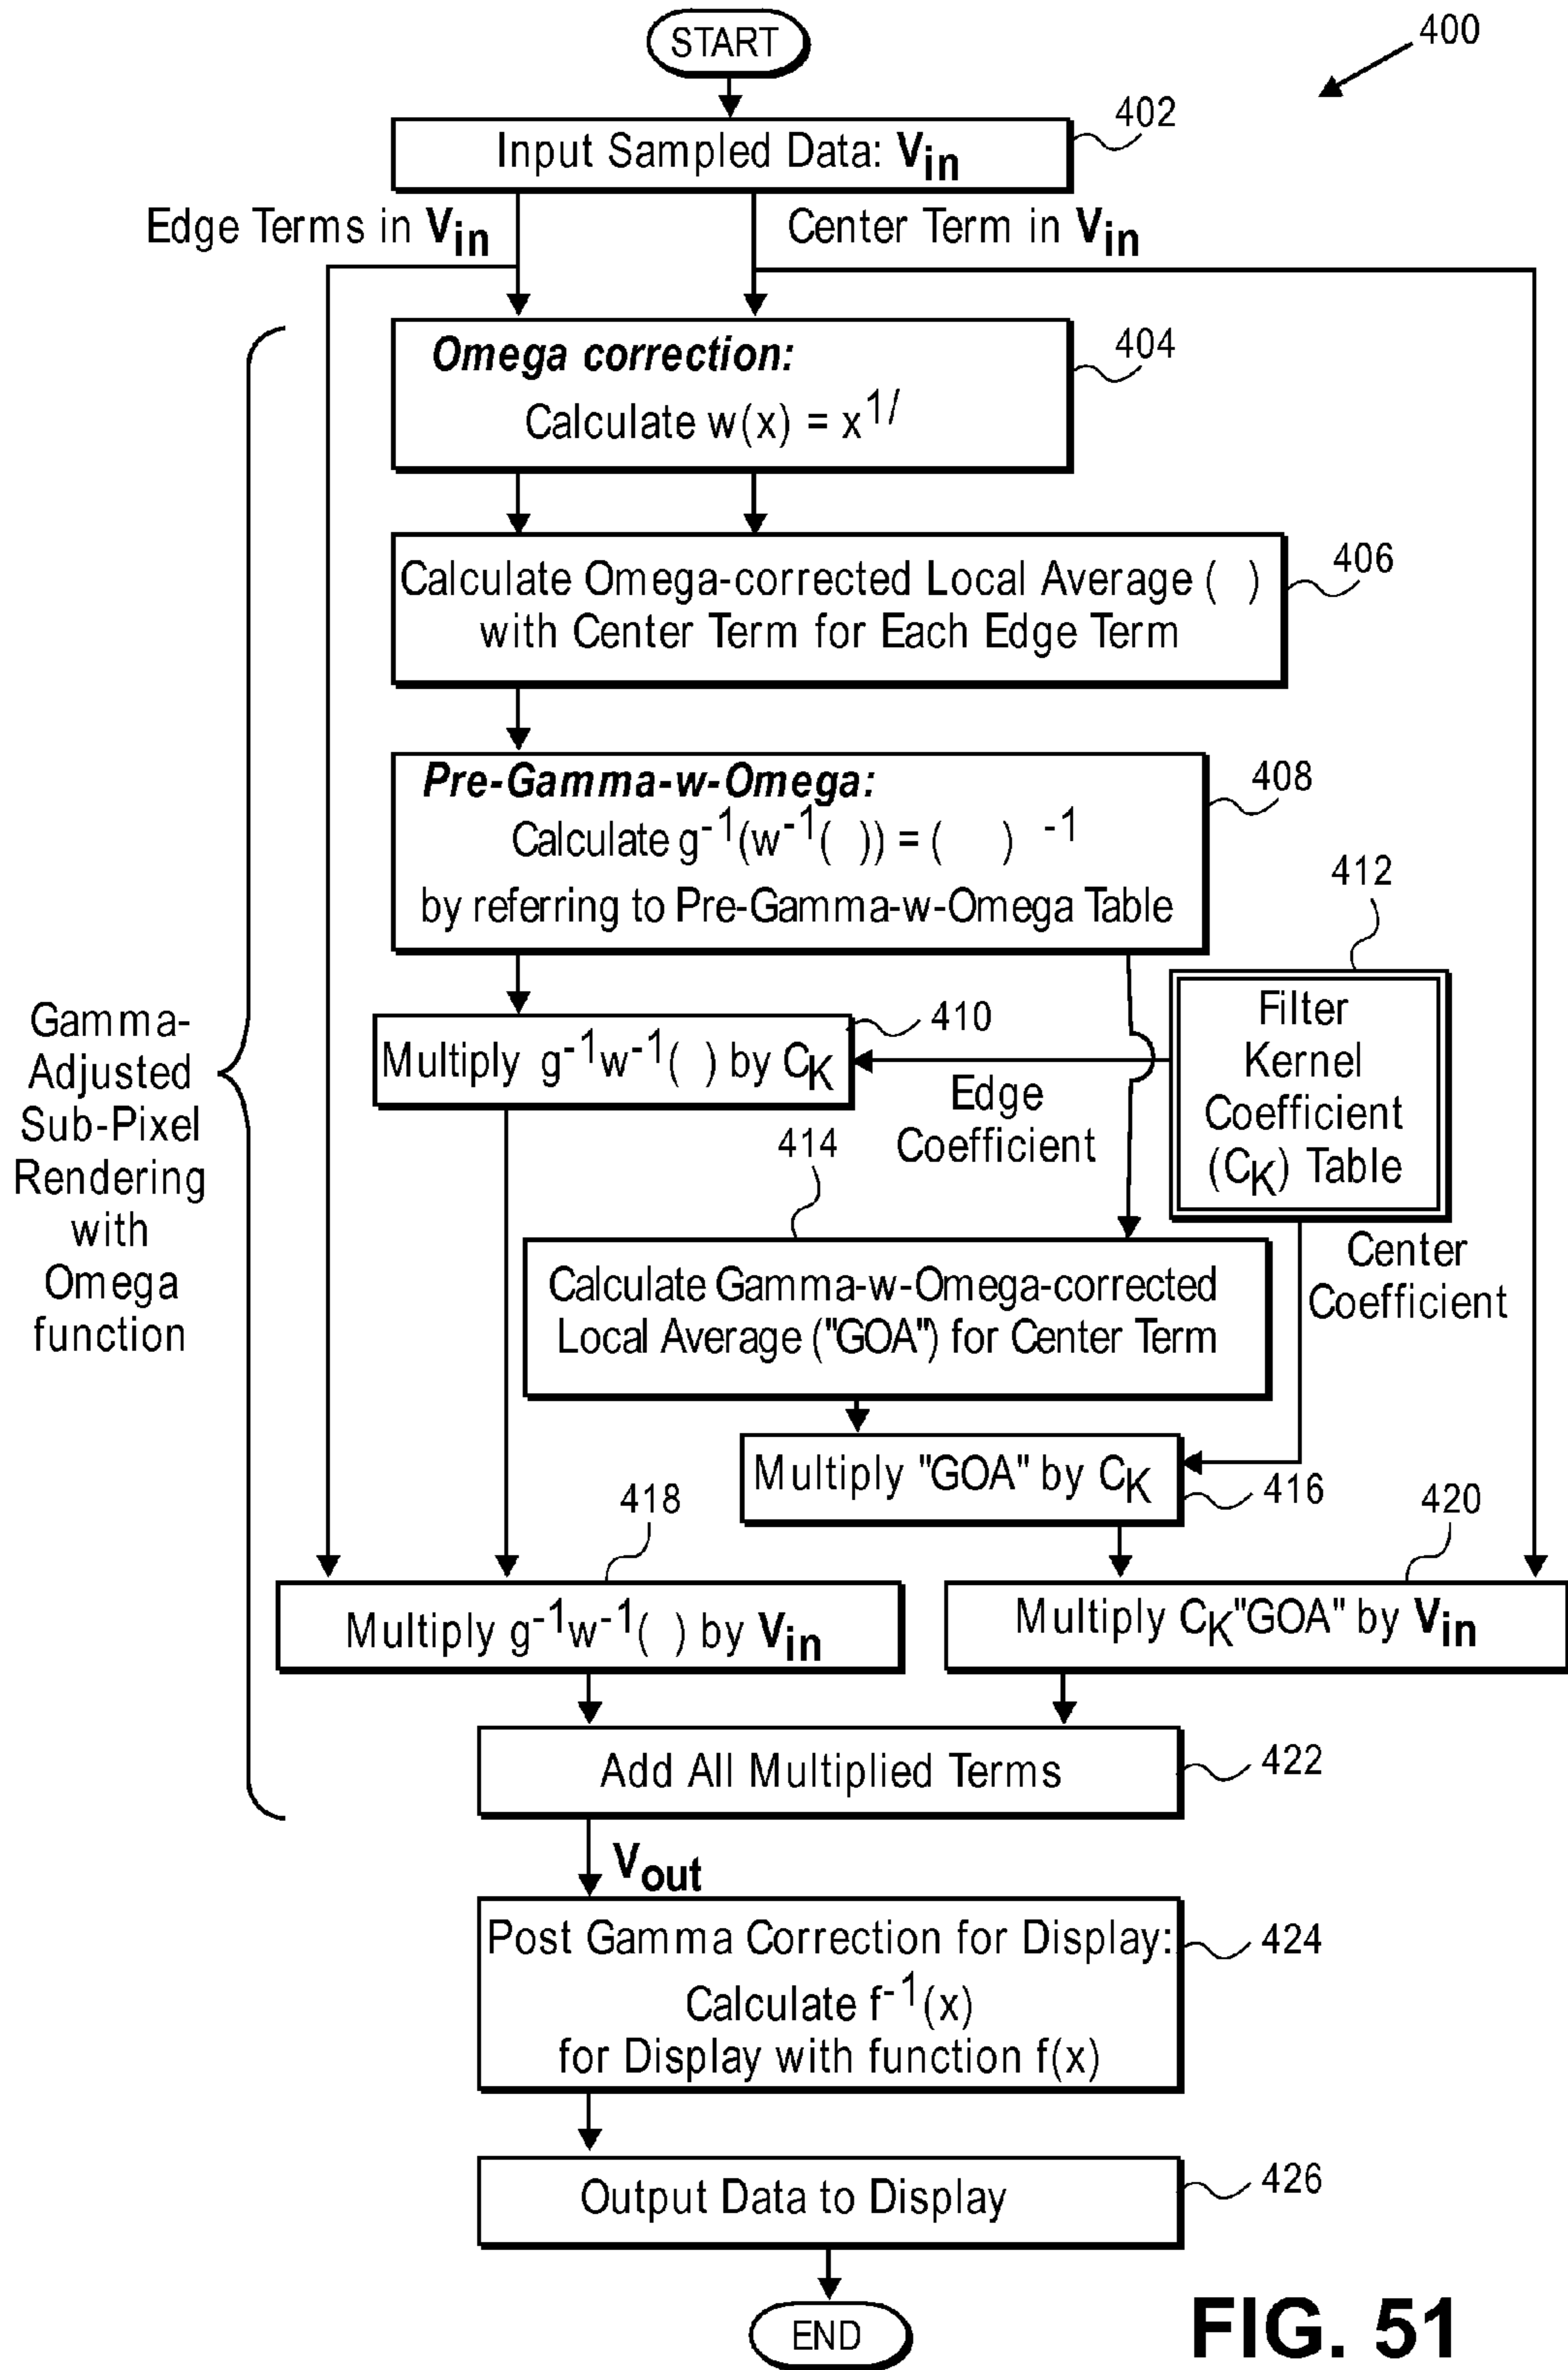 START
400
402
Input Sampled Data: Vin
Edge Terms in Vin
Center Term in Vin
404
Omega correction:
Calculate w(x) = x^1/
406
Calculate Omega-corrected Local Average ( )
with Center Term for Each Edge Term
408
Pre-Gamma-w-Omega:
Calculate g^-1(w^-1( )) = ( ) ^-1
by referring to Pre-Gamma-w-Omega Table
412
Filter
Kernel
Coefficient
(CK) Table
410
Multiply g^-1w^-1( ) by CK
Edge
Coefficient
Gamma-
Adjusted
Sub-Pixel
Rendering
with
Omega
function
414
Center
Coefficient
Calculate Gamma-w-Omega-corrected
Local Average ("GOA") for Center Term
Multiply "GOA" by CK
416
418
420
Multiply g^-1w^-1( ) by Vin
Multiply CK"GOA" by Vin
Add All Multiplied Terms
422
Vout
Post Gamma Correction for Display:
424
Calculate f^-1(x)
for Display with function f(x)
Output Data to Display
426
END
FIG. 51